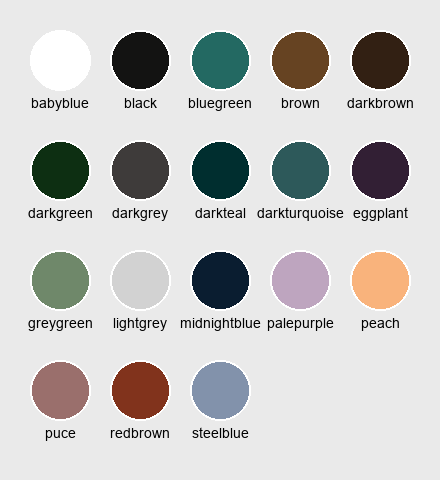 babyblue black bluegreen brown darkbrown
darkgreen darkgrey darkteal darkturquoise eggplant
greygreen lightgrey midnightblue palepurple peach
puce redbrown steelblue